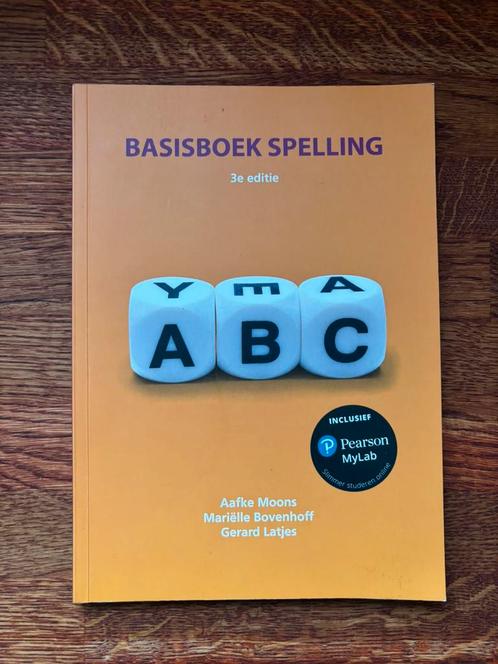 BASISBOEK SPELLING
3e editie
Y E A
A B C
INCLUSIEF
Pearson
MyLab
Slimmer studeren online
Aafke Moons
Mariëlle Bovenhoff
Gerard Latjes